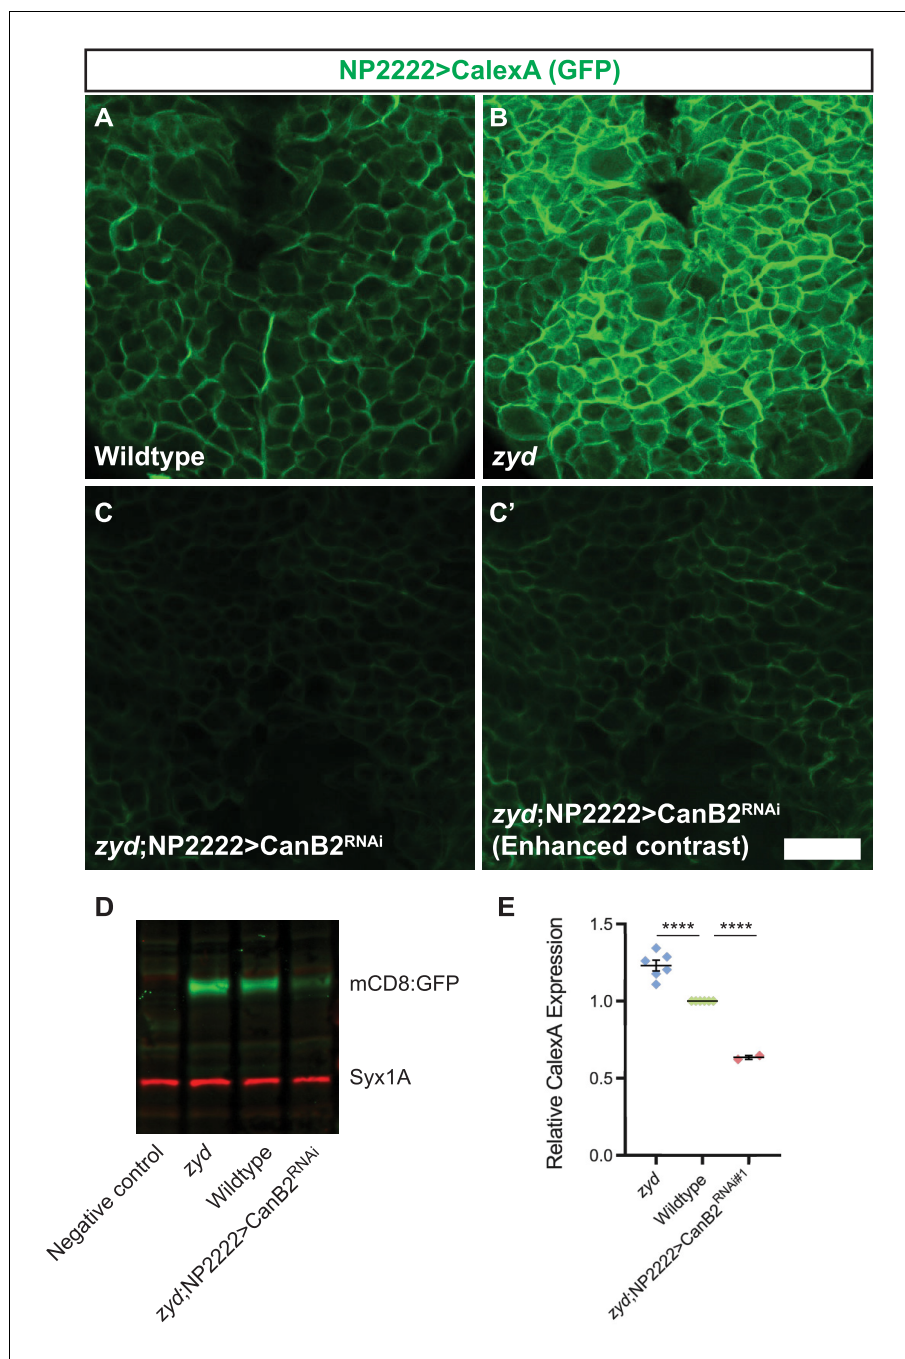 NP2222>CalexA (GFP)
A
Wildtype
B
zyd
C
zyd;NP2222>CanB2RNAi
C’
zyd;NP2222>CanB2RNAi
(Enhanced contrast)
D
mCD8:GFP
Syx1A
Negative control
zyd
Wildtype
zyd;NP2222>CanB2RNAi
E
Relative CalexA Expression
1.5
1.0
0.5
0.0
**** ****
zyd
Wildtype
zyd;NP2222>CanB2RNAi#1